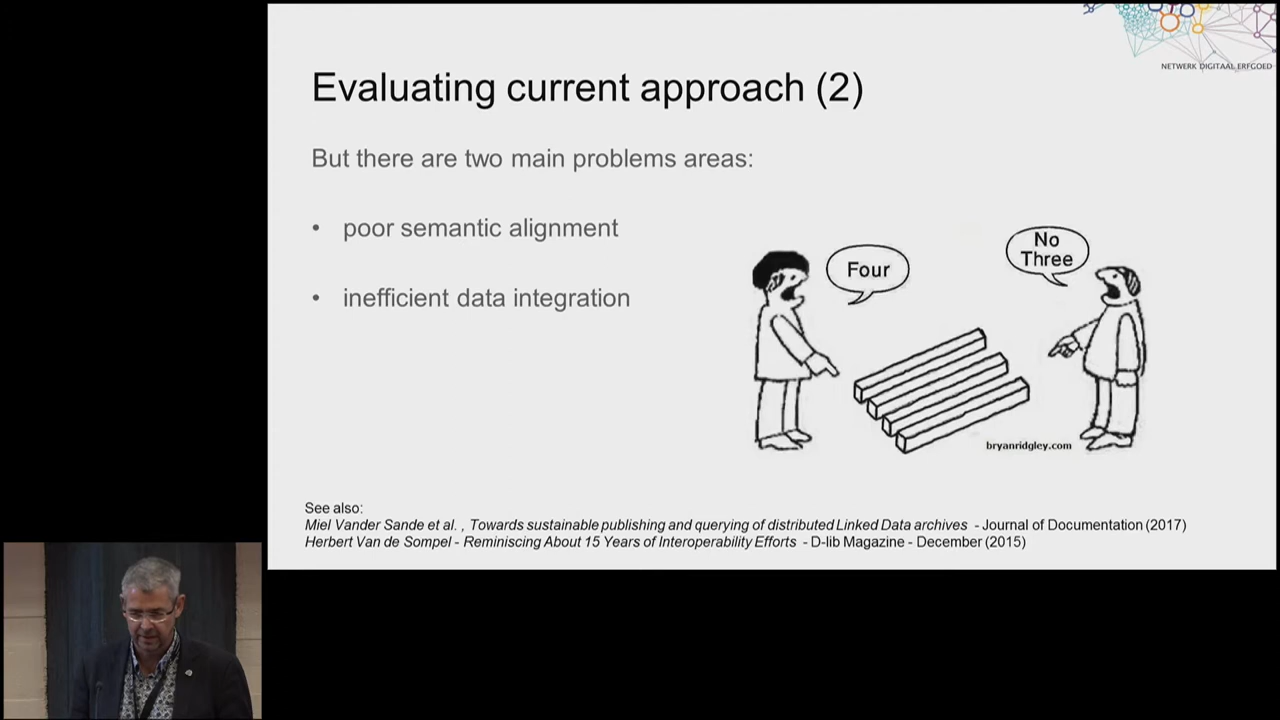 NETWERK DIGITAAL ERFGOED
Evaluating current approach (2)
But there are two main problems areas:
• poor semantic alignment
• inefficient data integration
Four
No
Three
bryanridgley.com
See also:
Miel Vander Sande et al. , Towards sustainable publishing and querying of distributed Linked Data archives - Journal of Documentation (2017)
Herbert Van de Sompel - Reminiscing About 15 Years of Interoperability Efforts - D-lib Magazine - December (2015)